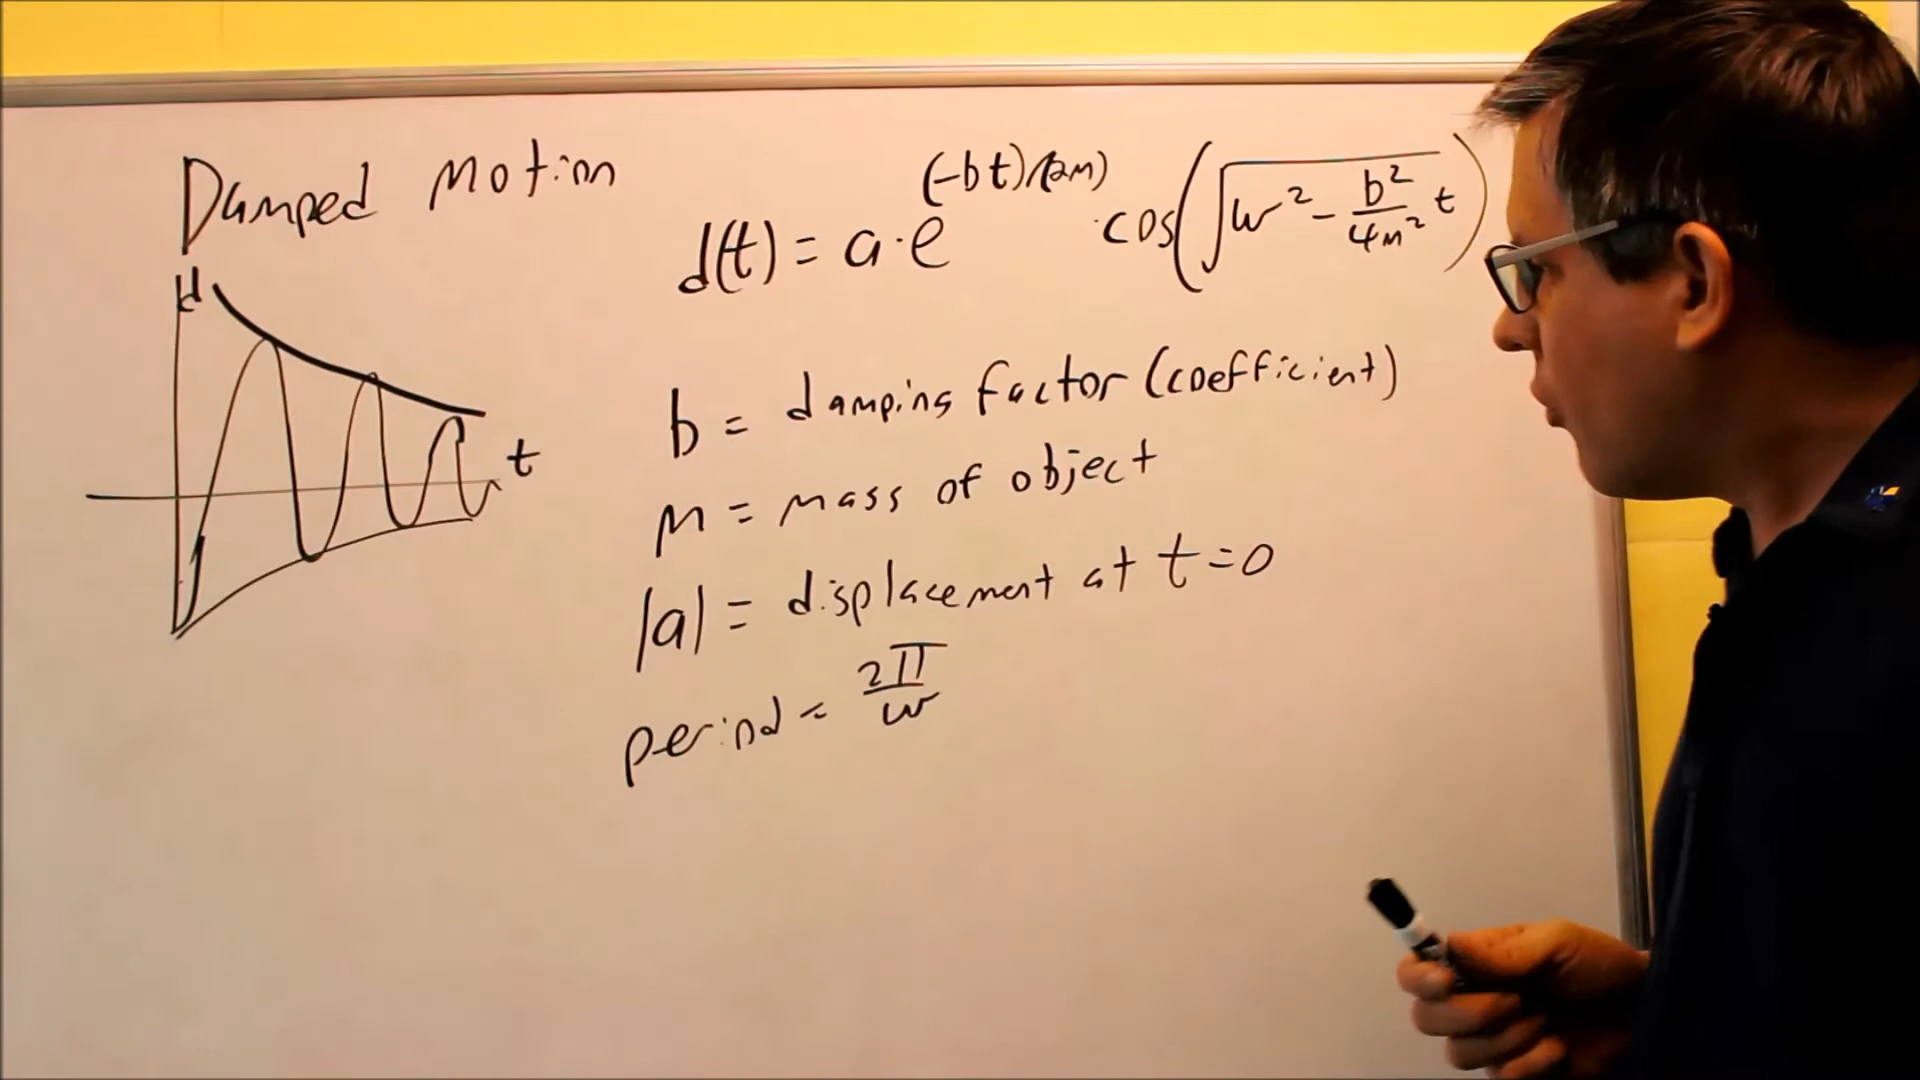 Damped Motion
d
t
d(t) = a · e^(-bt)/(2m) · cos(√(w² - b²/4m² t))
b = damping factor (coefficient)
m = mass of object
|a| = displacement at t = 0
period = 2π/w